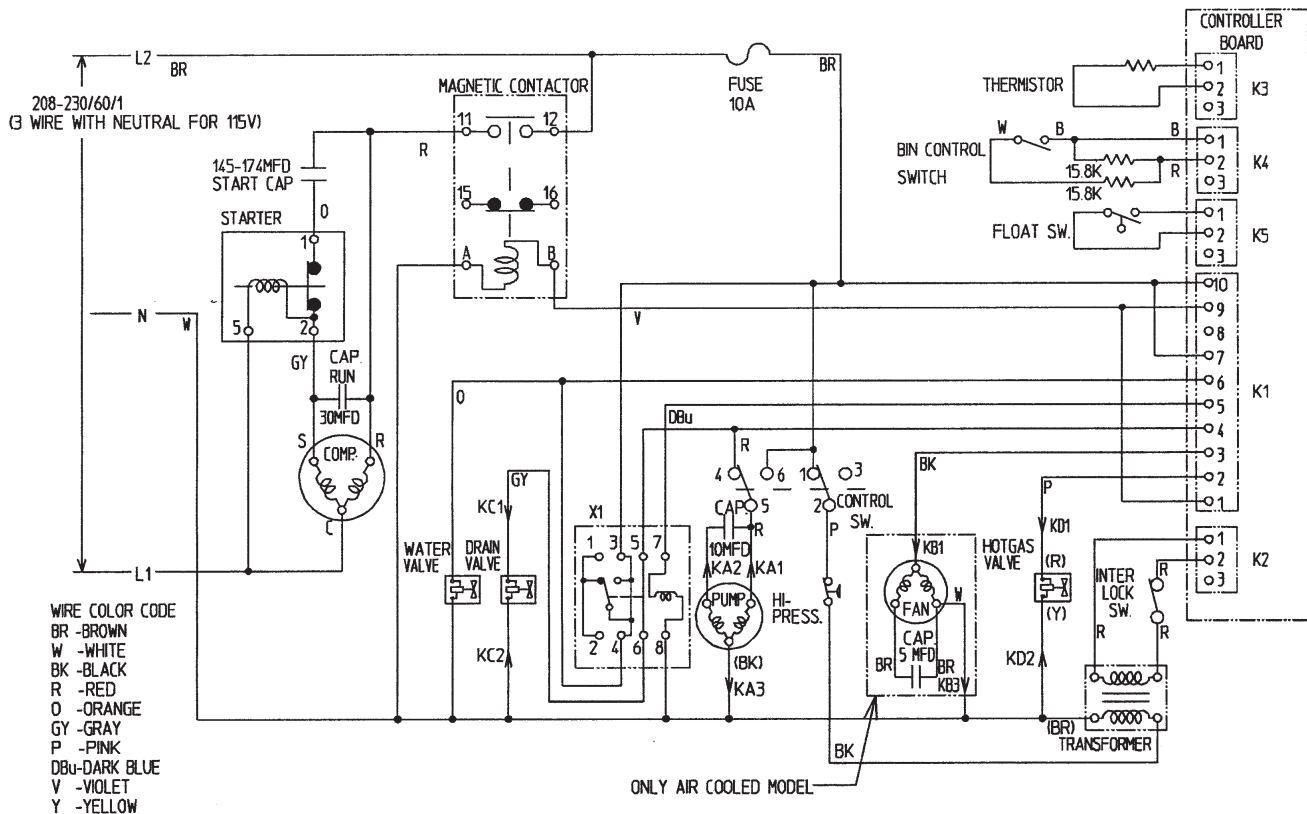 CONTROLLER
BOARD
L2
BR
BR
208-230/60/1
(3 WIRE WITH NEUTRAL FOR 115V)
MAGNETIC CONTACTOR
FUSE
10A
THERMISTOR
1
2
3
K3
11
12
R
145-174MFD
START CAP
O
BIN CONTROL
SWITCH
W
B
B
R
15.8K
15.8K
1
2
3
K4
STARTER
1
5
2
15
16
A
B
FLOAT SW.
1
2
3
K5
N
W
V
10
9
8
7
6
5
4
3
2
1
K1
GY
CAP.
RUN
30MFD
S
R
COMP.
C
O
DBu
R
4
6
1
3
5
2
CONTROL
SW.
BK
P
GY
KC1
X1
1
3
5
7
2
4
6
8
CAP.
10MFD
R
P
KA2
KA1
PUMP
HI-
PRESS.
(BK)
KA3
KB1
FAN
W
CAP.
5 MFD
BR
BR
KB3
HOTGAS
VALVE
KD1
(R)
(Y)
KD2
INTER
LOCK
SW.
R
R
R
1
2
3
K2
WATER
VALVE
DRAIN
VALVE
KC2
L1
(BR)
TRANSFORMER
BK
ONLY AIR COOLED MODEL
WIRE COLOR CODE
BR -BROWN
W -WHITE
BK -BLACK
R -RED
O -ORANGE
GY -GRAY
P -PINK
DBu-DARK BLUE
V -VIOLET
Y -YELLOW